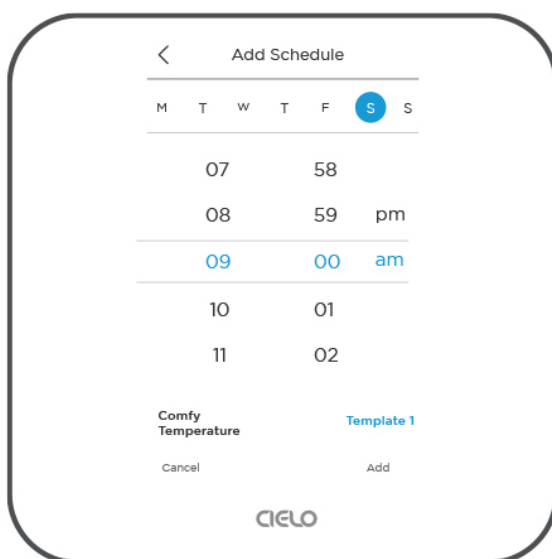 Add Schedule
M T W T F S S
07 58
08 59 pm
09 00 am
10 01
11 02
Comfy Template 1
Temperature
Cancel Add
CIELO